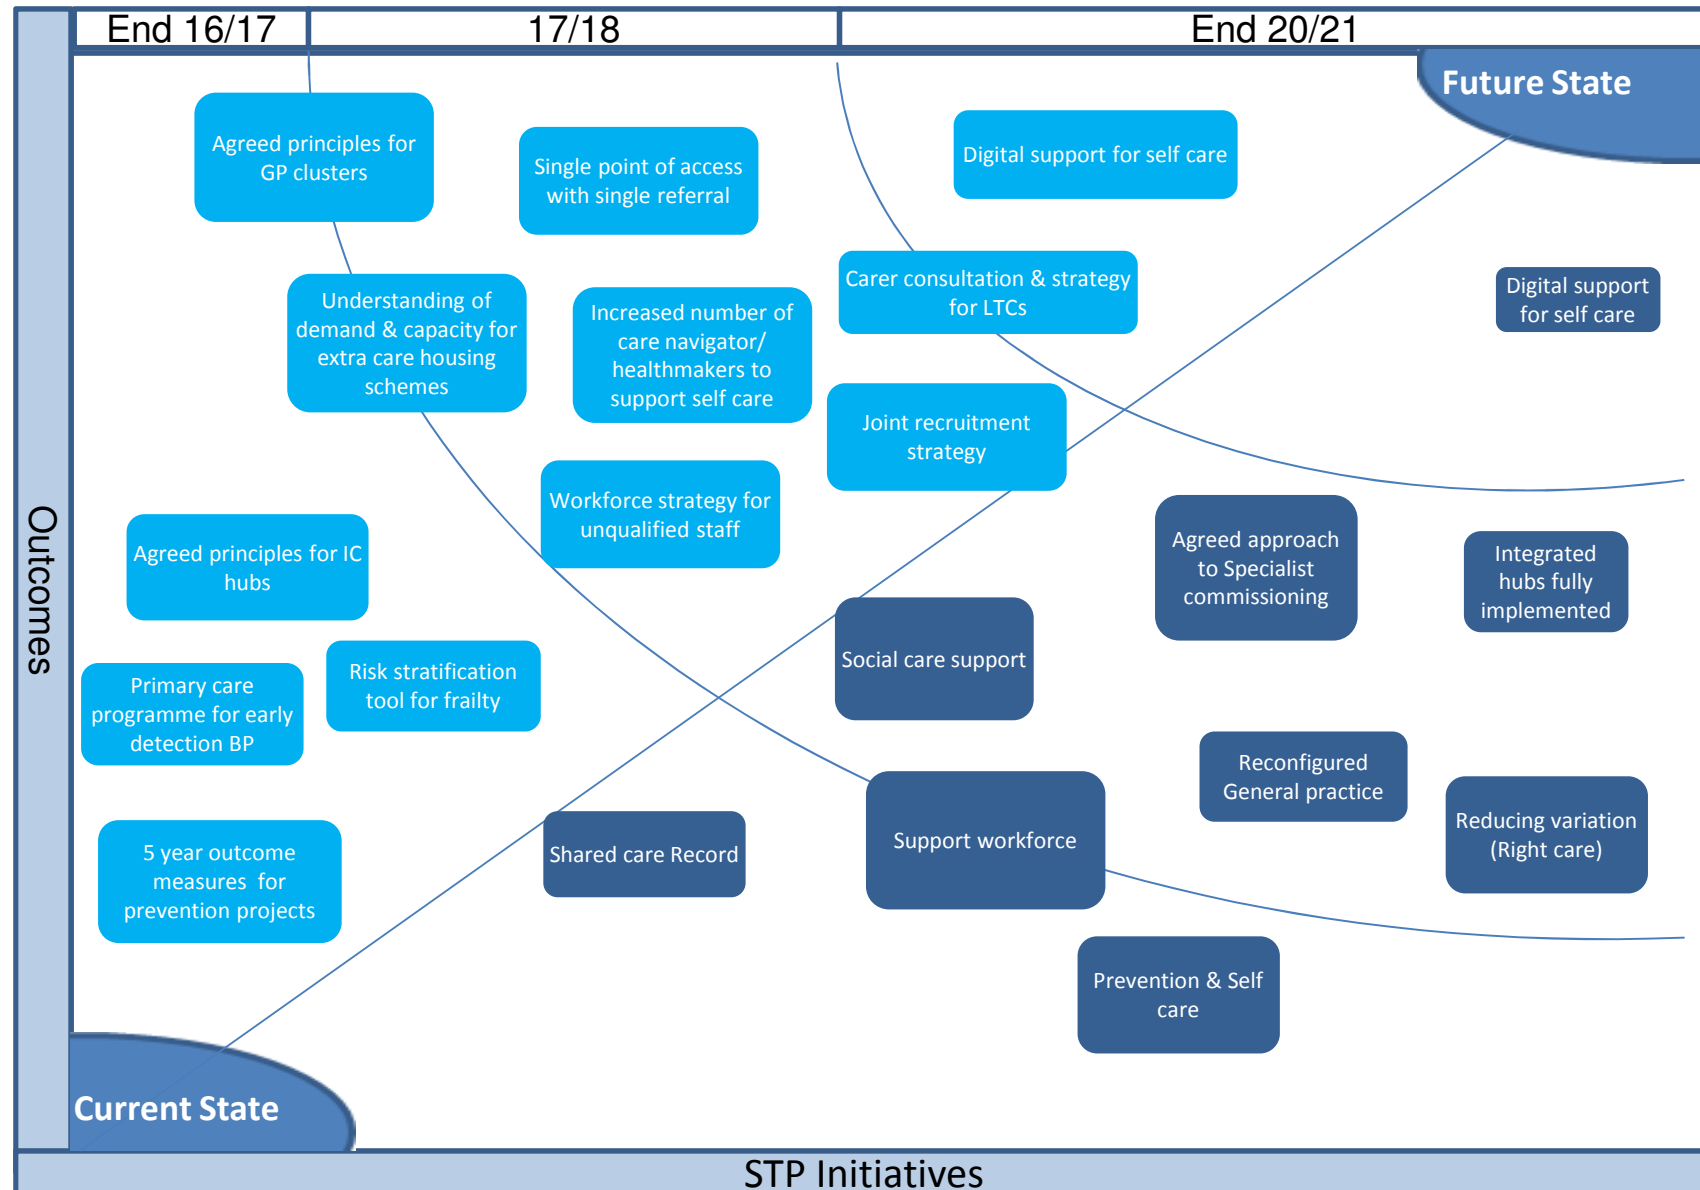 End 16/17
17/18
End 20/21
Future State
Agreed principles for
GP clusters
Single point of access
with single referral
Digital support for self care
Understanding of
demand & capacity for
extra care housing
schemes
Increased number of
care navigator/
healthmakers to
support self care
Carer consultation & strategy
for LTCs
Digital support
for self care
Joint recruitment
strategy
Workforce strategy for
unqualified staff
Agreed principles for IC
hubs
Agreed approach
to Specialist
commissioning
Integrated
hubs fully
implemented
Outcomes
Primary care
programme for early
detection BP
Risk stratification
tool for frailty
Social care support
Reconfigured
General practice
Reducing variation
(Right care)
5 year outcome
measures for
prevention projects
Shared care Record
Support workforce
Prevention & Self
care
Current State
STP Initiatives